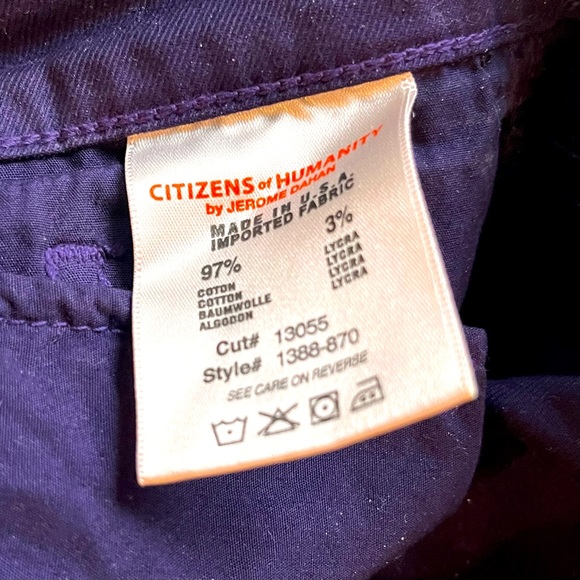 CITIZENS of HUMANITY
by JEROME DAHAN
MADE IN U.S.A.
IMPORTED FABRIC
97% 3%
COTON LYCRA
COTTON LYCRA
BAUMWOLLE LYCRA
ALGODON LYCRA
Cut# 13055
Style# 1388-870
SEE CARE ON REVERSE